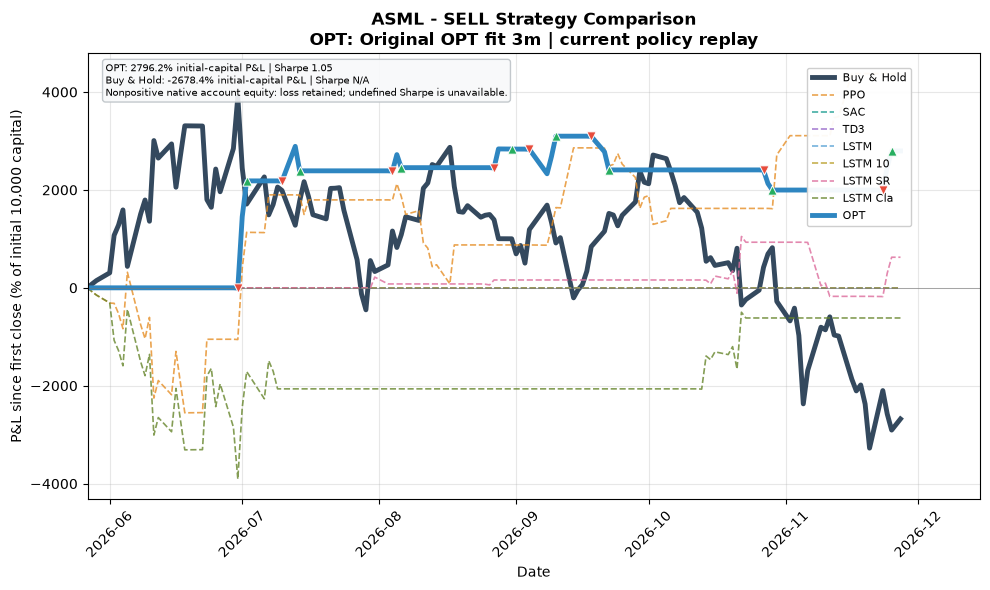 ASML - SELL Strategy Comparison
OPT: Original OPT fit 3m | current policy replay
OPT: 2796.2% initial-capital P&L | Sharpe 1.05
Buy & Hold: -2678.4% initial-capital P&L | Sharpe N/A
Nonpositive native account equity: loss retained; undefined Sharpe is unavailable.
Buy & Hold
PPO
SAC
TD3
LSTM
LSTM 10
LSTM SR
LSTM Cla
OPT
P&L since first close (% of initial 10,000 capital)
4000
2000
0
−2000
−4000
2026-06
2026-07
2026-08
2026-09
2026-10
2026-11
2026-12
Date